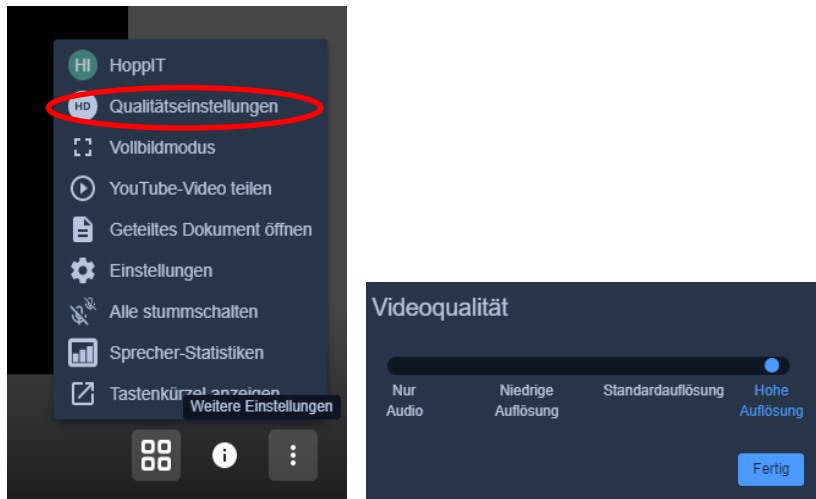 HI HoppIT
HD Qualitätseinstellungen
Vollbildmodus
YouTube-Video teilen
Geteiltes Dokument öffnen
Einstellungen
Alle stummschalten
Sprecher-Statistiken
Tastenkürzel anzeigen
Weitere Einstellungen
Videoqualität
Nur
Audio
Niedrige
Auflösung
Standardauflösung
Hohe
Auflösung
Fertig